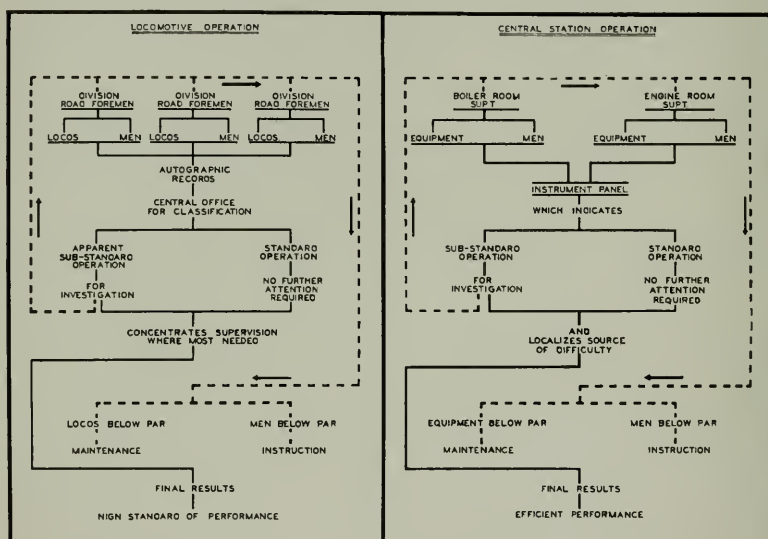 LOCOMOTIVE OPERATION
DIVISION ROAD FOREMEN
DIVISION ROAD FOREMEN
DIVISION ROAD FOREMEN
LOCOS MEN
LOCOS MEN
LOCOS MEN
AUTOGRAPHIC
RECORDS
CENTRAL OFFICE
FOR CLASSIFICATION
APPARENT
SUB-STANDARD
OPERATION
FOR
INVESTIGATION
STANDARD
OPERATION
NO FURTHER
ATTENTION
REQUIRED
CONCENTRATES SUPERVISION
WHERE MOST NEEDED
LOCOS BELOW PAR
MAINTENANCE
MEN BELOW PAR
INSTRUCTION
FINAL RESULTS
HIGH STANDARD OF PERFORMANCE
CENTRAL STATION OPERATION
BOILER ROOM
SUPT
ENGINE ROOM
SUPT
EQUIPMENT MEN
EQUIPMENT MEN
INSTRUMENT PANEL
WHICH INDICATES
SUB-STANDARD
OPERATION
FOR
INVESTIGATION
STANDARD
OPERATION
NO FURTHER
ATTENTION
REQUIRED
AND
LOCALIZES SOURCE
OF DIFFICULTY
EQUIPMENT BELOW PAR
MAINTENANCE
MEN BELOW PAR
INSTRUCTION
FINAL RESULTS
EFFICIENT PERFORMANCE